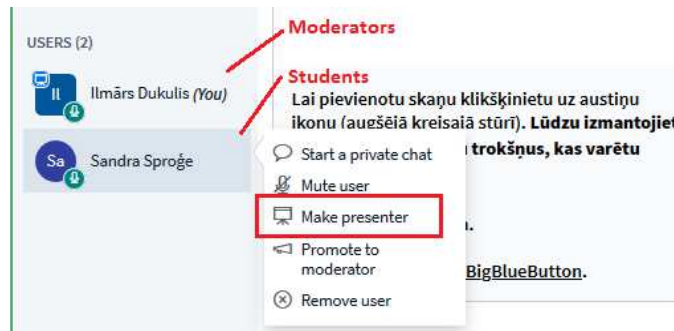 Moderators
USERS (2)
Il
Ilmārs Dukulis (You)
Students
Lai pievienotu skaņu klikšķinietu uz austiņu
ikonu (augšējā kreisajā stūrī). Lūdzu izmantojiet
Sa
Sandra Sproģe
Start a private chat
trokšņus, kas varētu
Mute user
Make presenter
Promote to
moderator
BigBlueButton.
Remove user